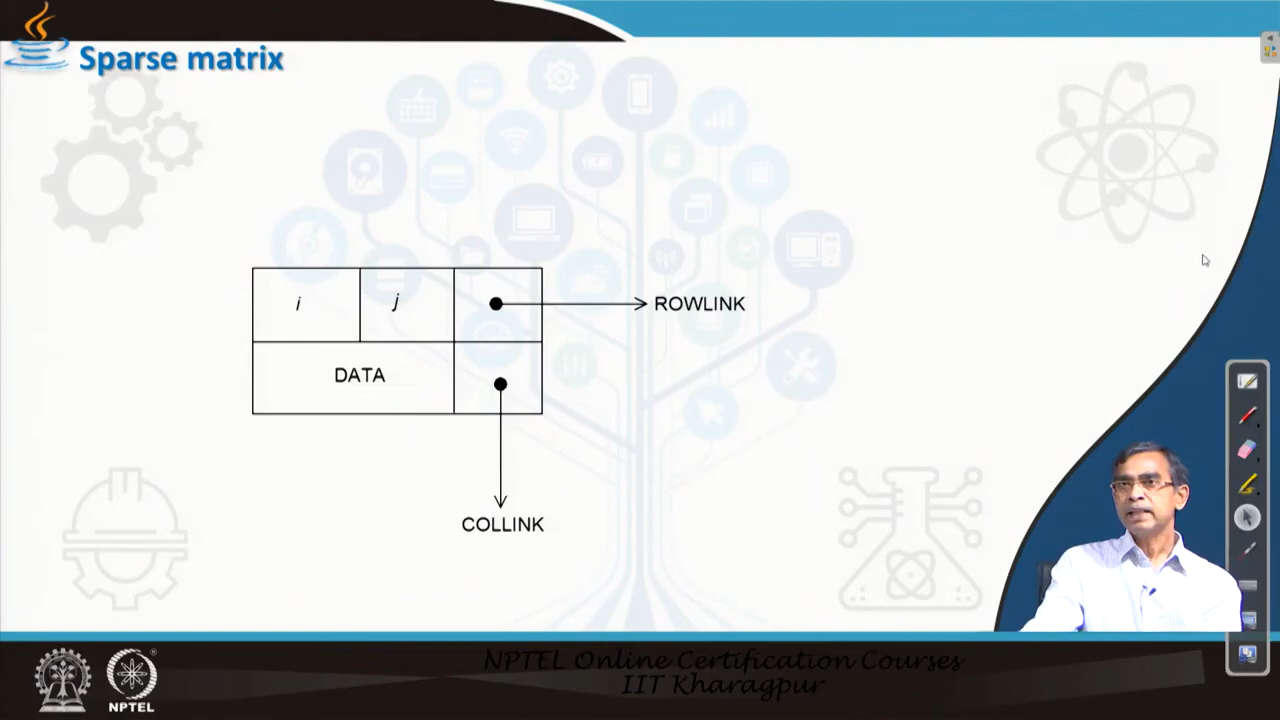 Sparse matrix
i
j
ROWLINK
DATA
COLLINK
NPTEL Online Certification Courses
IIT Kharagpur
NPTEL